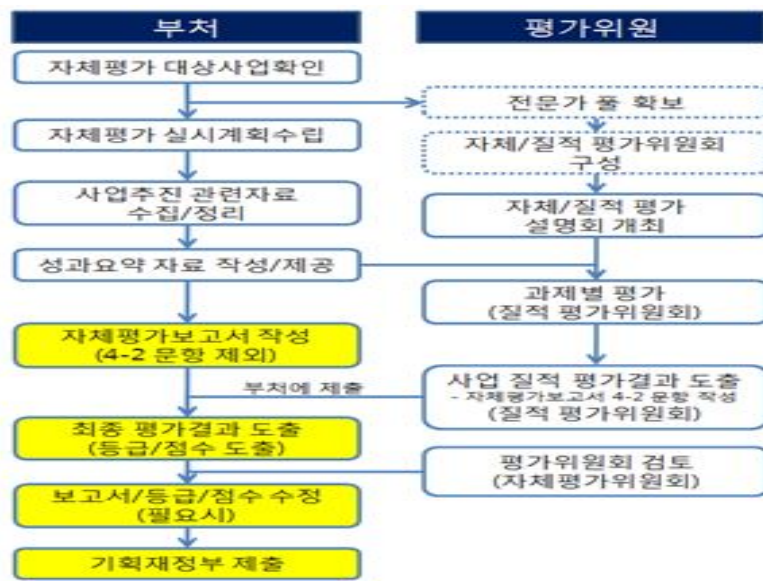 부처
자체평가 대상사업확인
자체평가 실시계획수립
사업추진 관련자료
수집/정리
성과요약 자료 작성/제공
자체평가보고서 작성
(4-2 문항 제외)
부처에 제출
최종 평가결과 도출
(등급/점수 도출)
보고서/등급/점수 수정
(필요시)
기획재정부 제출
평가위원
전문가 풀 확보
자체/질적 평가위원회
구성
자체/질적 평가
설명회 개최
과제별 평가
(질적 평가위원회)
사업 질적 평가결과 도출
- 자체평가보고서 4-2 문항 작성
(질적 평가위원회)
평가위원회 검토
(자체평가위원회)